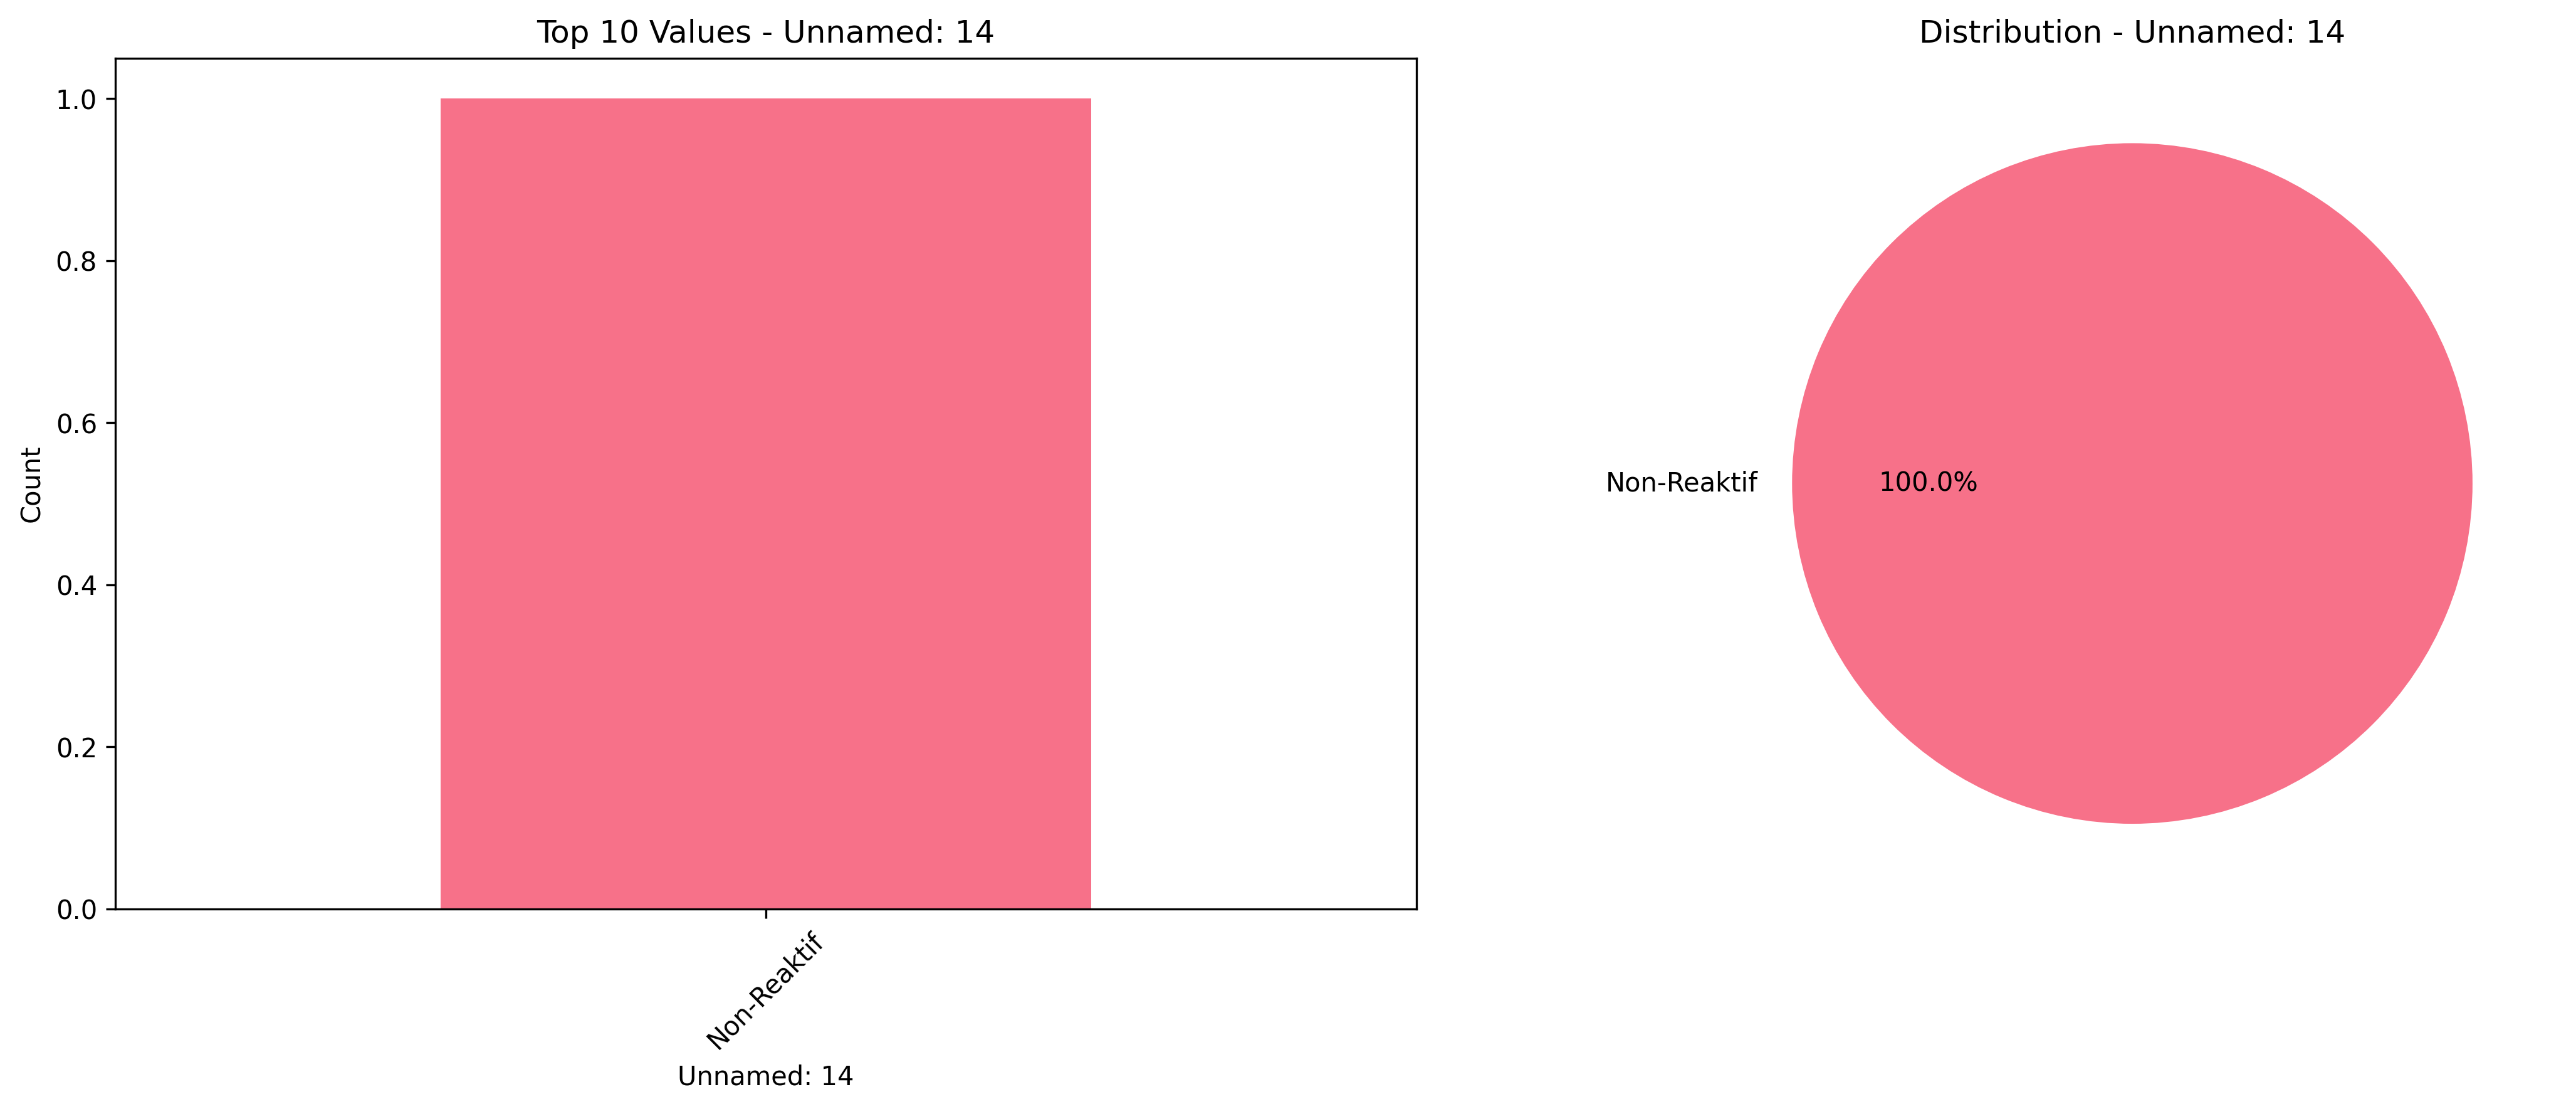 Top 10 Values - Unnamed: 14
1.0
0.8
0.6
0.4
0.2
0.0
Count
Non-Reaktif
Unnamed: 14
Distribution - Unnamed: 14
Non-Reaktif
100.0%